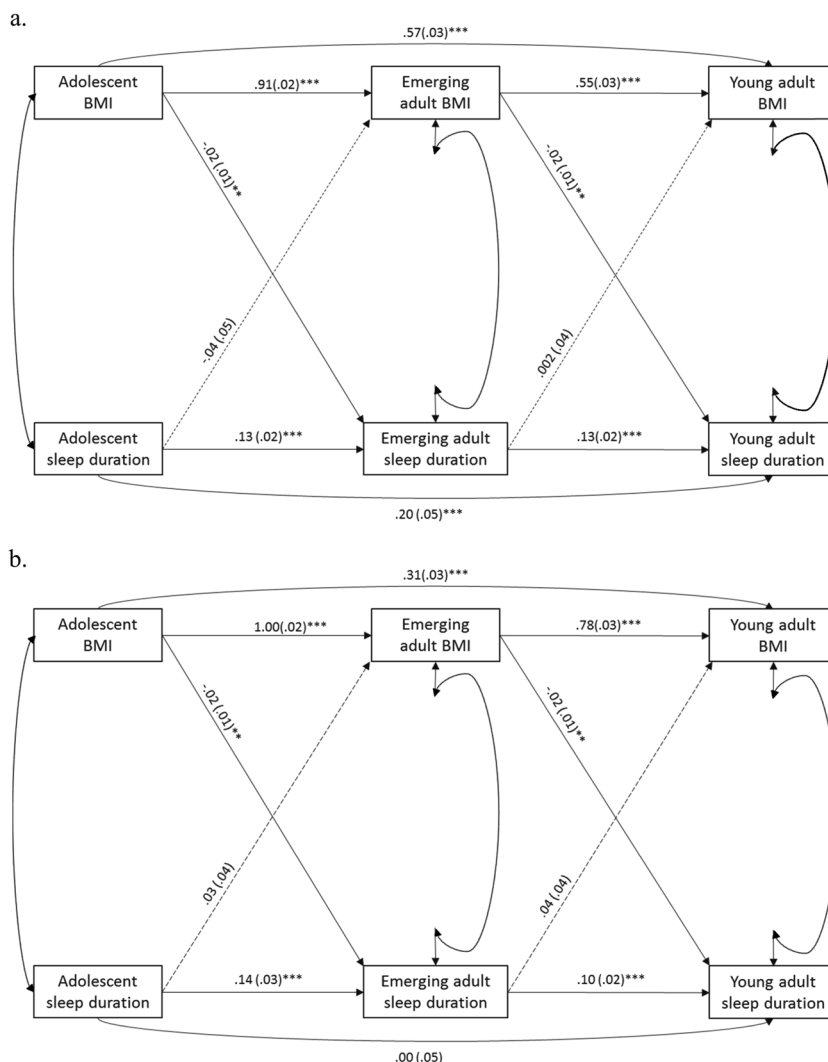 a.
.57(.03)***
Adolescent
BMI
.91(.02)***
Emerging
adult BMI
.55(.03)***
Young adult
BMI
-.02(.01)**
-.02(.01)**
-.04(.05)
.002(.04)
Adolescent
sleep duration
.13(.02)***
Emerging adult
sleep duration
.13(.02)***
Young adult
sleep duration
.20(.05)***
b.
.31(.03)***
Adolescent
BMI
1.00(.02)***
Emerging
adult BMI
.78(.03)***
Young adult
BMI
-.02(.01)**
-.02(.01)**
.03(.04)
.04(.04)
Adolescent
sleep duration
.14(.03)***
Emerging adult
sleep duration
.10(.02)***
Young adult
sleep duration
.00(.05)